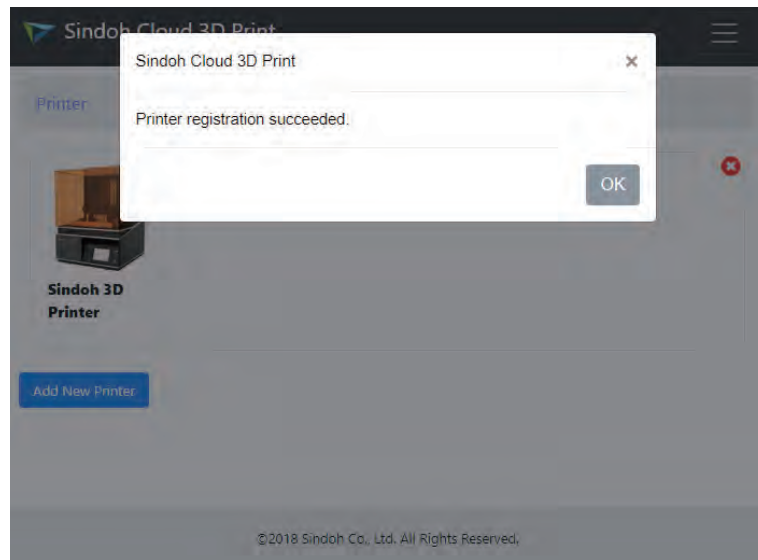 Sindoh Cloud 3D Print
Sindoh Cloud 3D Print
×
Printer
Printer registration succeeded.
OK
Sindoh 3D
Printer
Add New Printer
©2018 Sindoh Co., Ltd. All Rights Reserved.